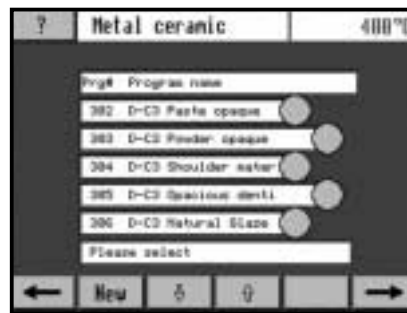 ? Metal ceramic 400°C
Prg# Program name
302 D-C3 Paste opaque
303 D-C3 Powder opaque
304 D-C3 Shoulder mater
305 D-C3 Opacious denti
306 D-C3 Natural Glaze
Please select
← New ⇩ ⇧ →